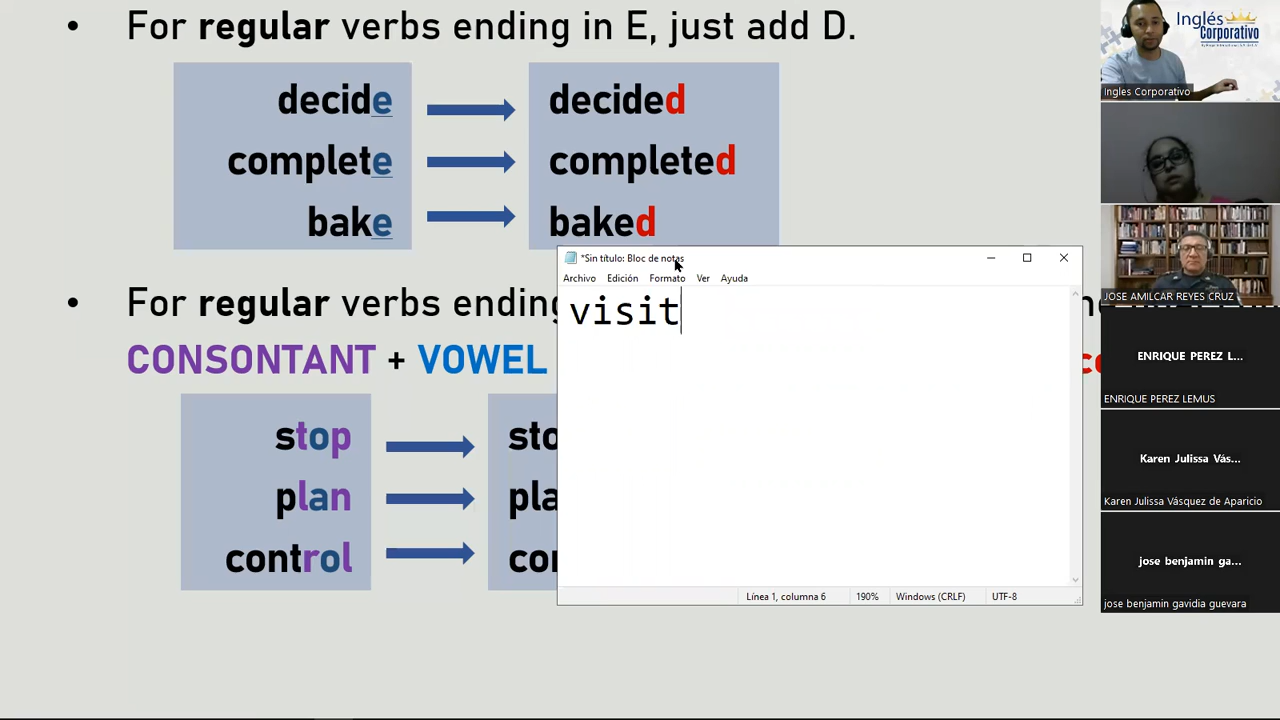 • For regular verbs ending in E, just add D.
decide
decided
complete
completed
bake
baked
• For regular verbs ending
CONSONTANT + VOWEL
stop
sto
plan
pla
control
con
*Sin título: Bloc de notas
Archivo Edición Formato Ver Ayuda
visit
Línea 1, columna 6 190% Windows (CRLF) UTF-8
Inglés
Corporativo
Ingles Corporativo
JOSE AMILCAR REYES CRUZ
ENRIQUE PEREZ L...
ENRIQUE PEREZ LEMUS
Karen Julissa Vás...
Karen Julissa Vásquez de Aparicio
jose benjamin ga...
jose benjamin gavidia guevara